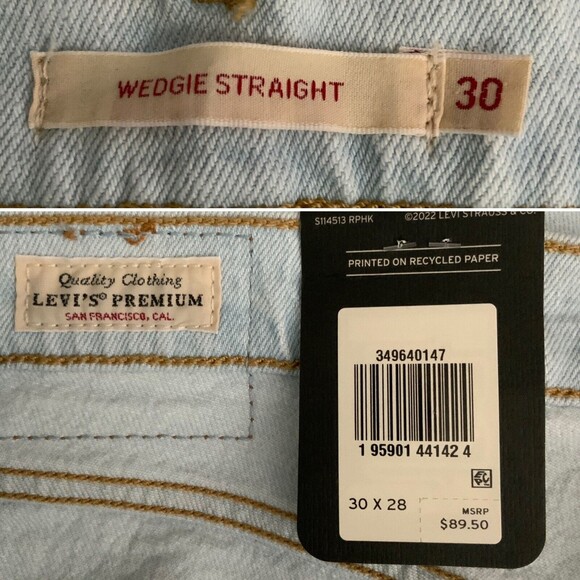 WEDGIE STRAIGHT
30
Quality Clothing
LEVI'S® PREMIUM
SAN FRANCISCO, CAL.
S114513 RPHK
©2022 LEVI STRAUSS & CO.
PRINTED ON RECYCLED PAPER
349640147
1 95901 44142 4
30 X 28
MSRP
$89.50